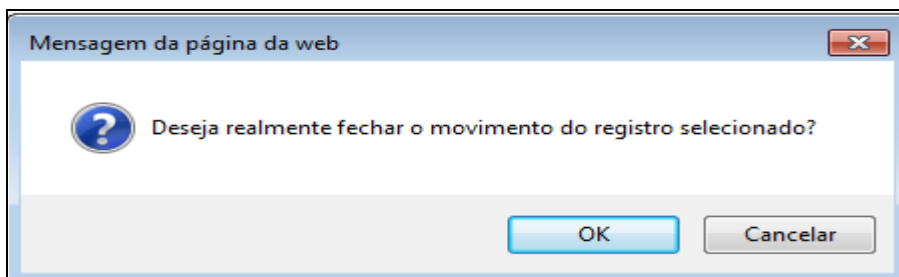 Mensagem da página da web
Deseja realmente fechar o movimento do registro selecionado?
OK
Cancelar